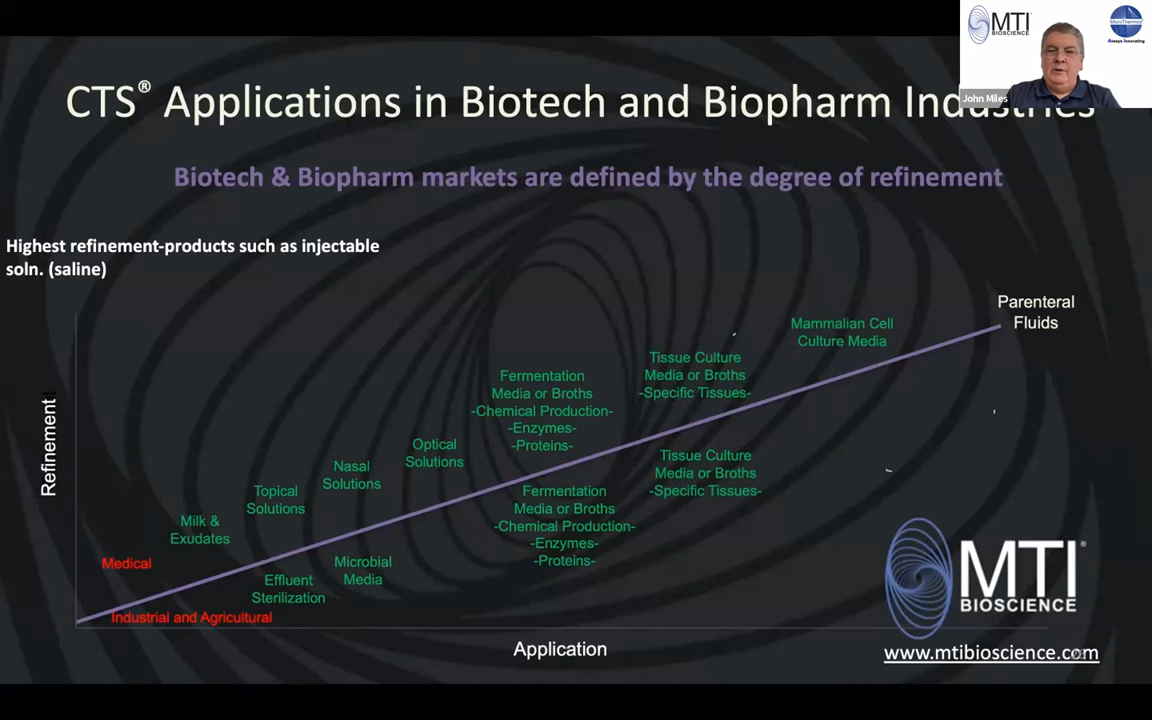 MTI
BIOSCIENCE
MicroThermics
Always Innovating
John Miles
CTS® Applications in Biotech and Biopharm Industries
Biotech & Biopharm markets are defined by the degree of refinement
Highest refinement-products such as injectable
soln. (saline)
Parenteral
Fluids
Mammalian Cell
Culture Media
Tissue Culture
Media or Broths
-Specific Tissues-
Fermentation
Media or Broths
-Chemical Production-
-Enzymes-
-Proteins-
Optical
Solutions
Nasal
Solutions
Topical
Solutions
Milk &
Exudates
Medical
Refinement
Tissue Culture
Media or Broths
-Specific Tissues-
Fermentation
Media or Broths
-Chemical Production-
-Enzymes-
-Proteins-
Microbial
Media
Effluent
Sterilization
Industrial and Agricultural
Application
MTI®
BIOSCIENCE
www.mtibioscience.com